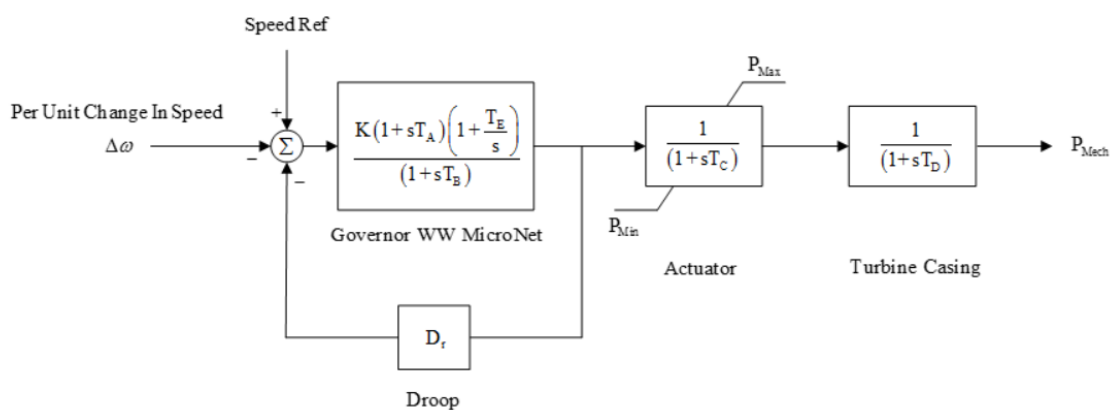 Speed Ref
P_Max
Per Unit Change In Speed
+
Δω
−
Σ
−
K(1+sT_A)(1+T_E/s)
(1+sT_B)
1
(1+sT_C)
1
(1+sT_D)
P_Mech
P_Min
Governor WW MicroNet
Actuator
Turbine Casing
D_r
Droop